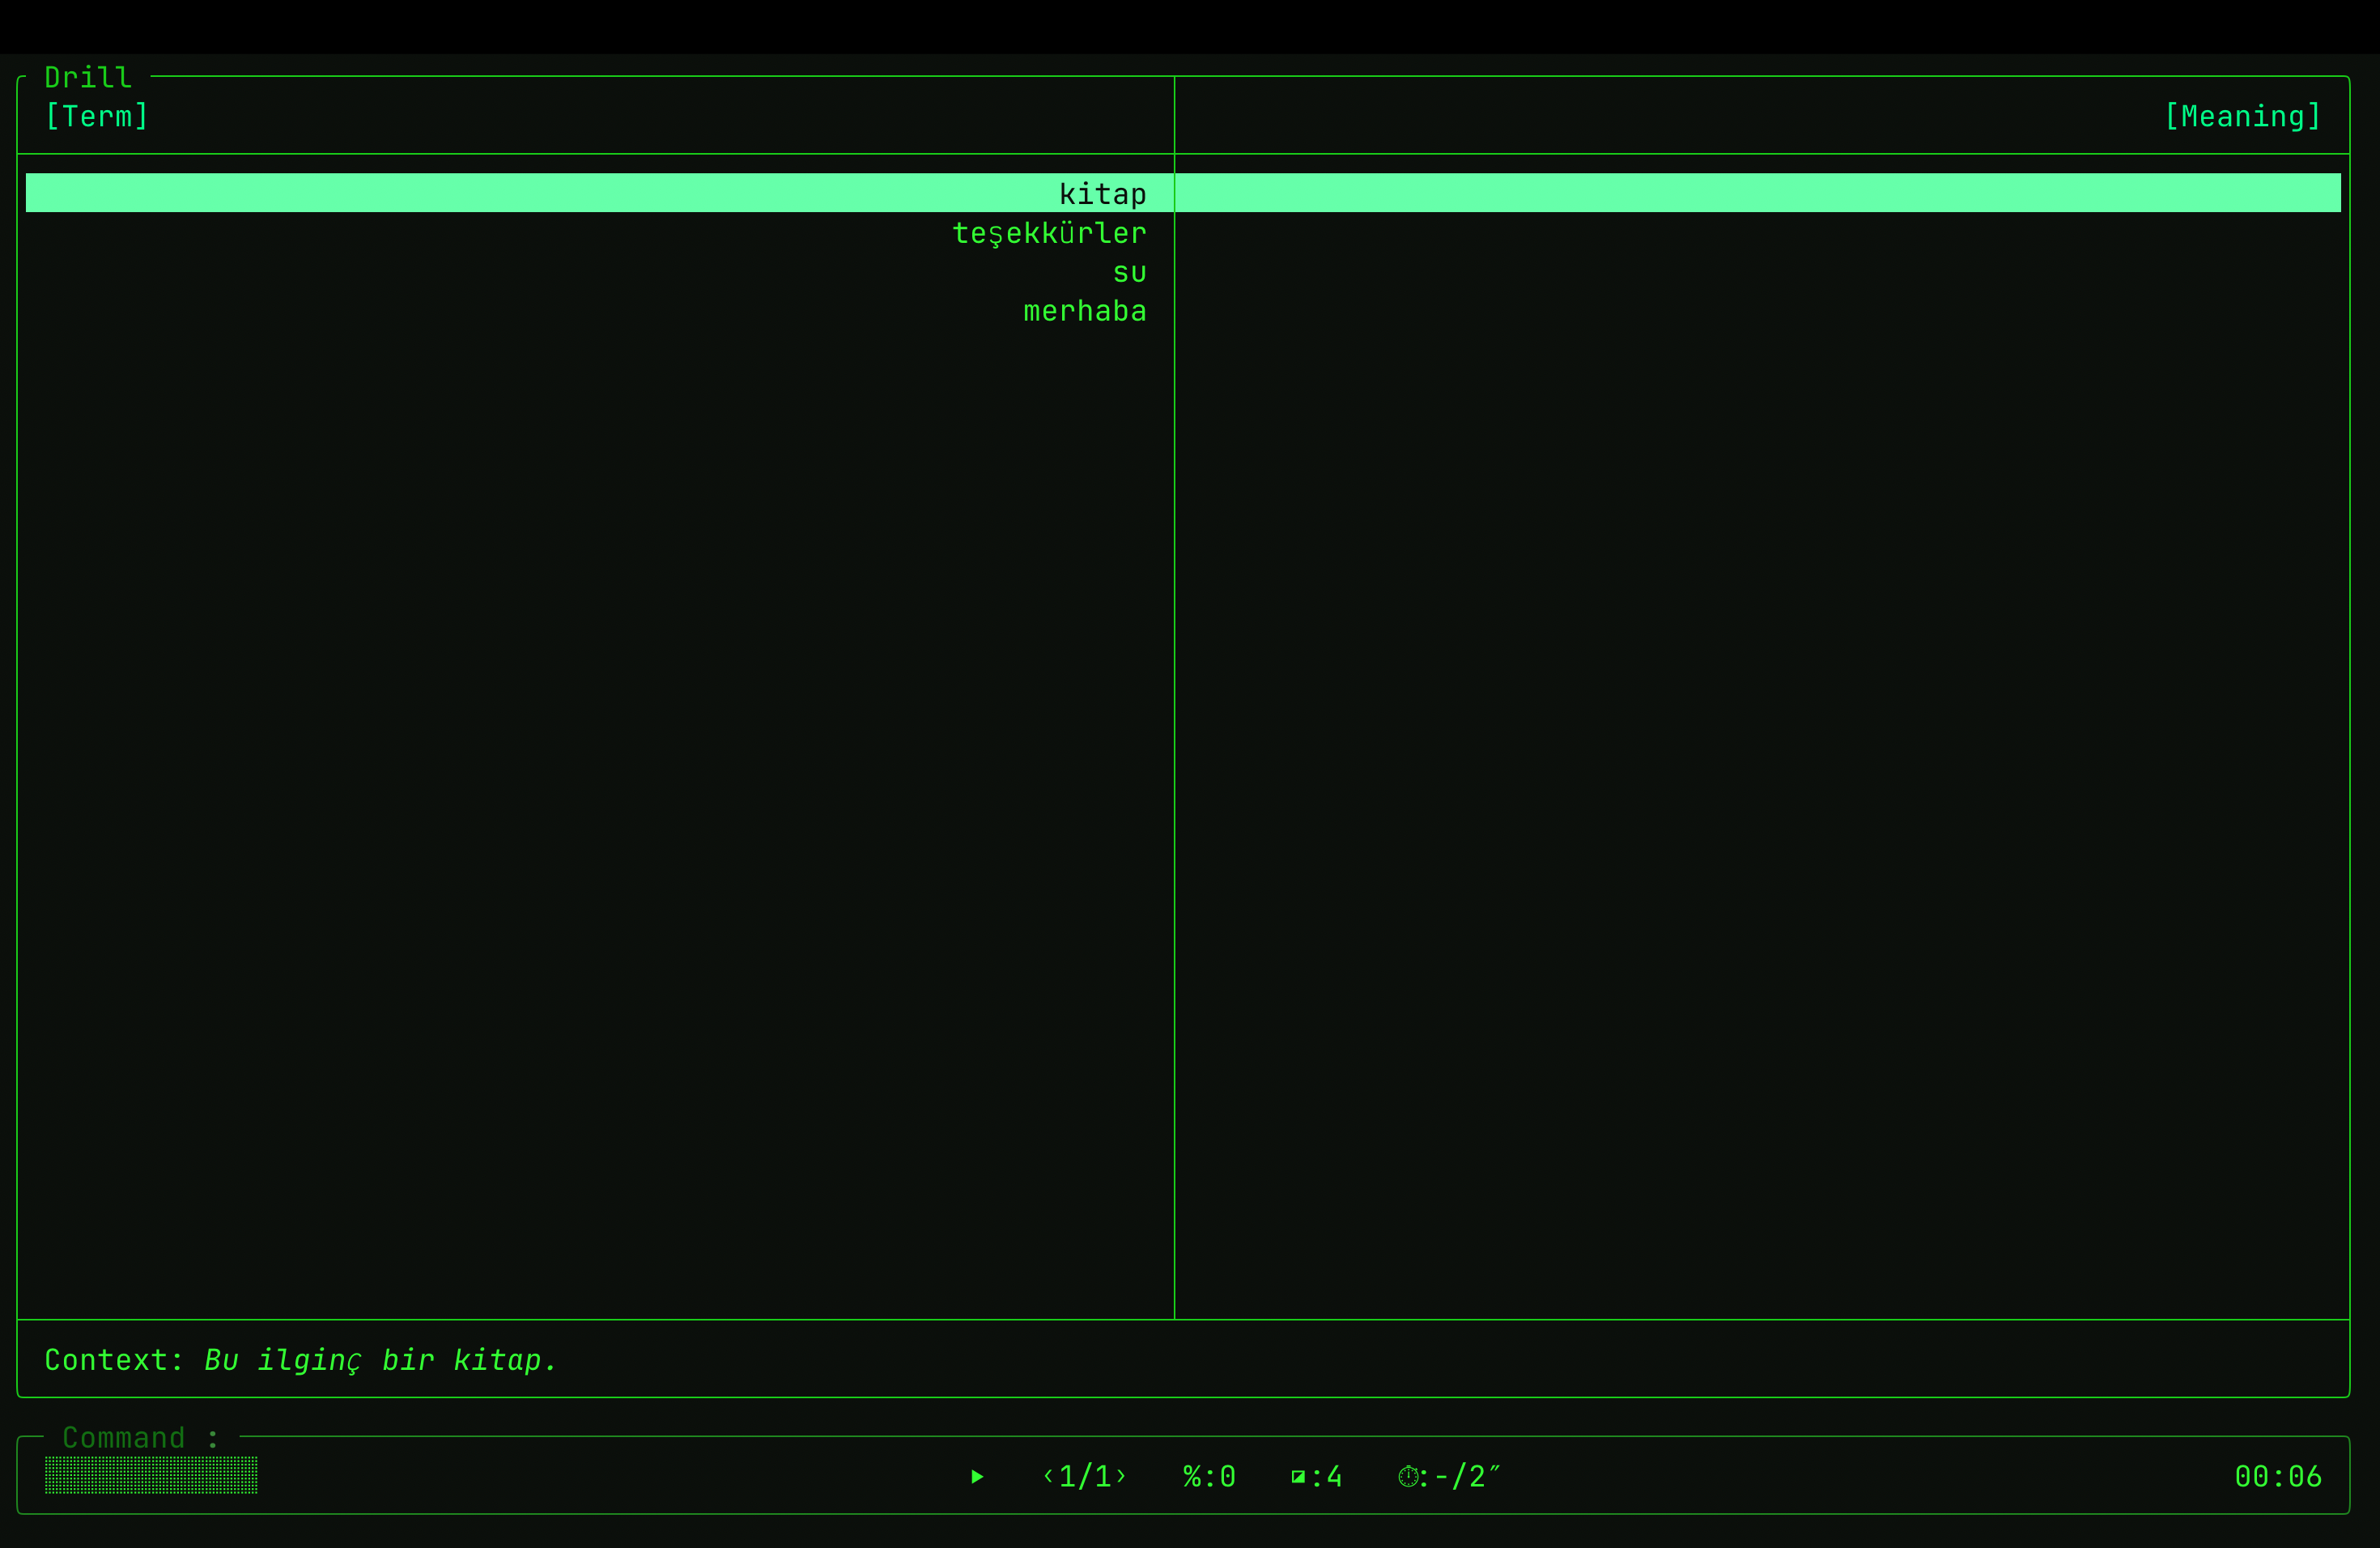 Drill
[Term] [Meaning]
kitap
teşekkürler
su
merhaba
Context: Bu ilginç bir kitap.
Command :
▶ ‹1/1› %:0 ◪:4 ⏱:-/2″ 00:06